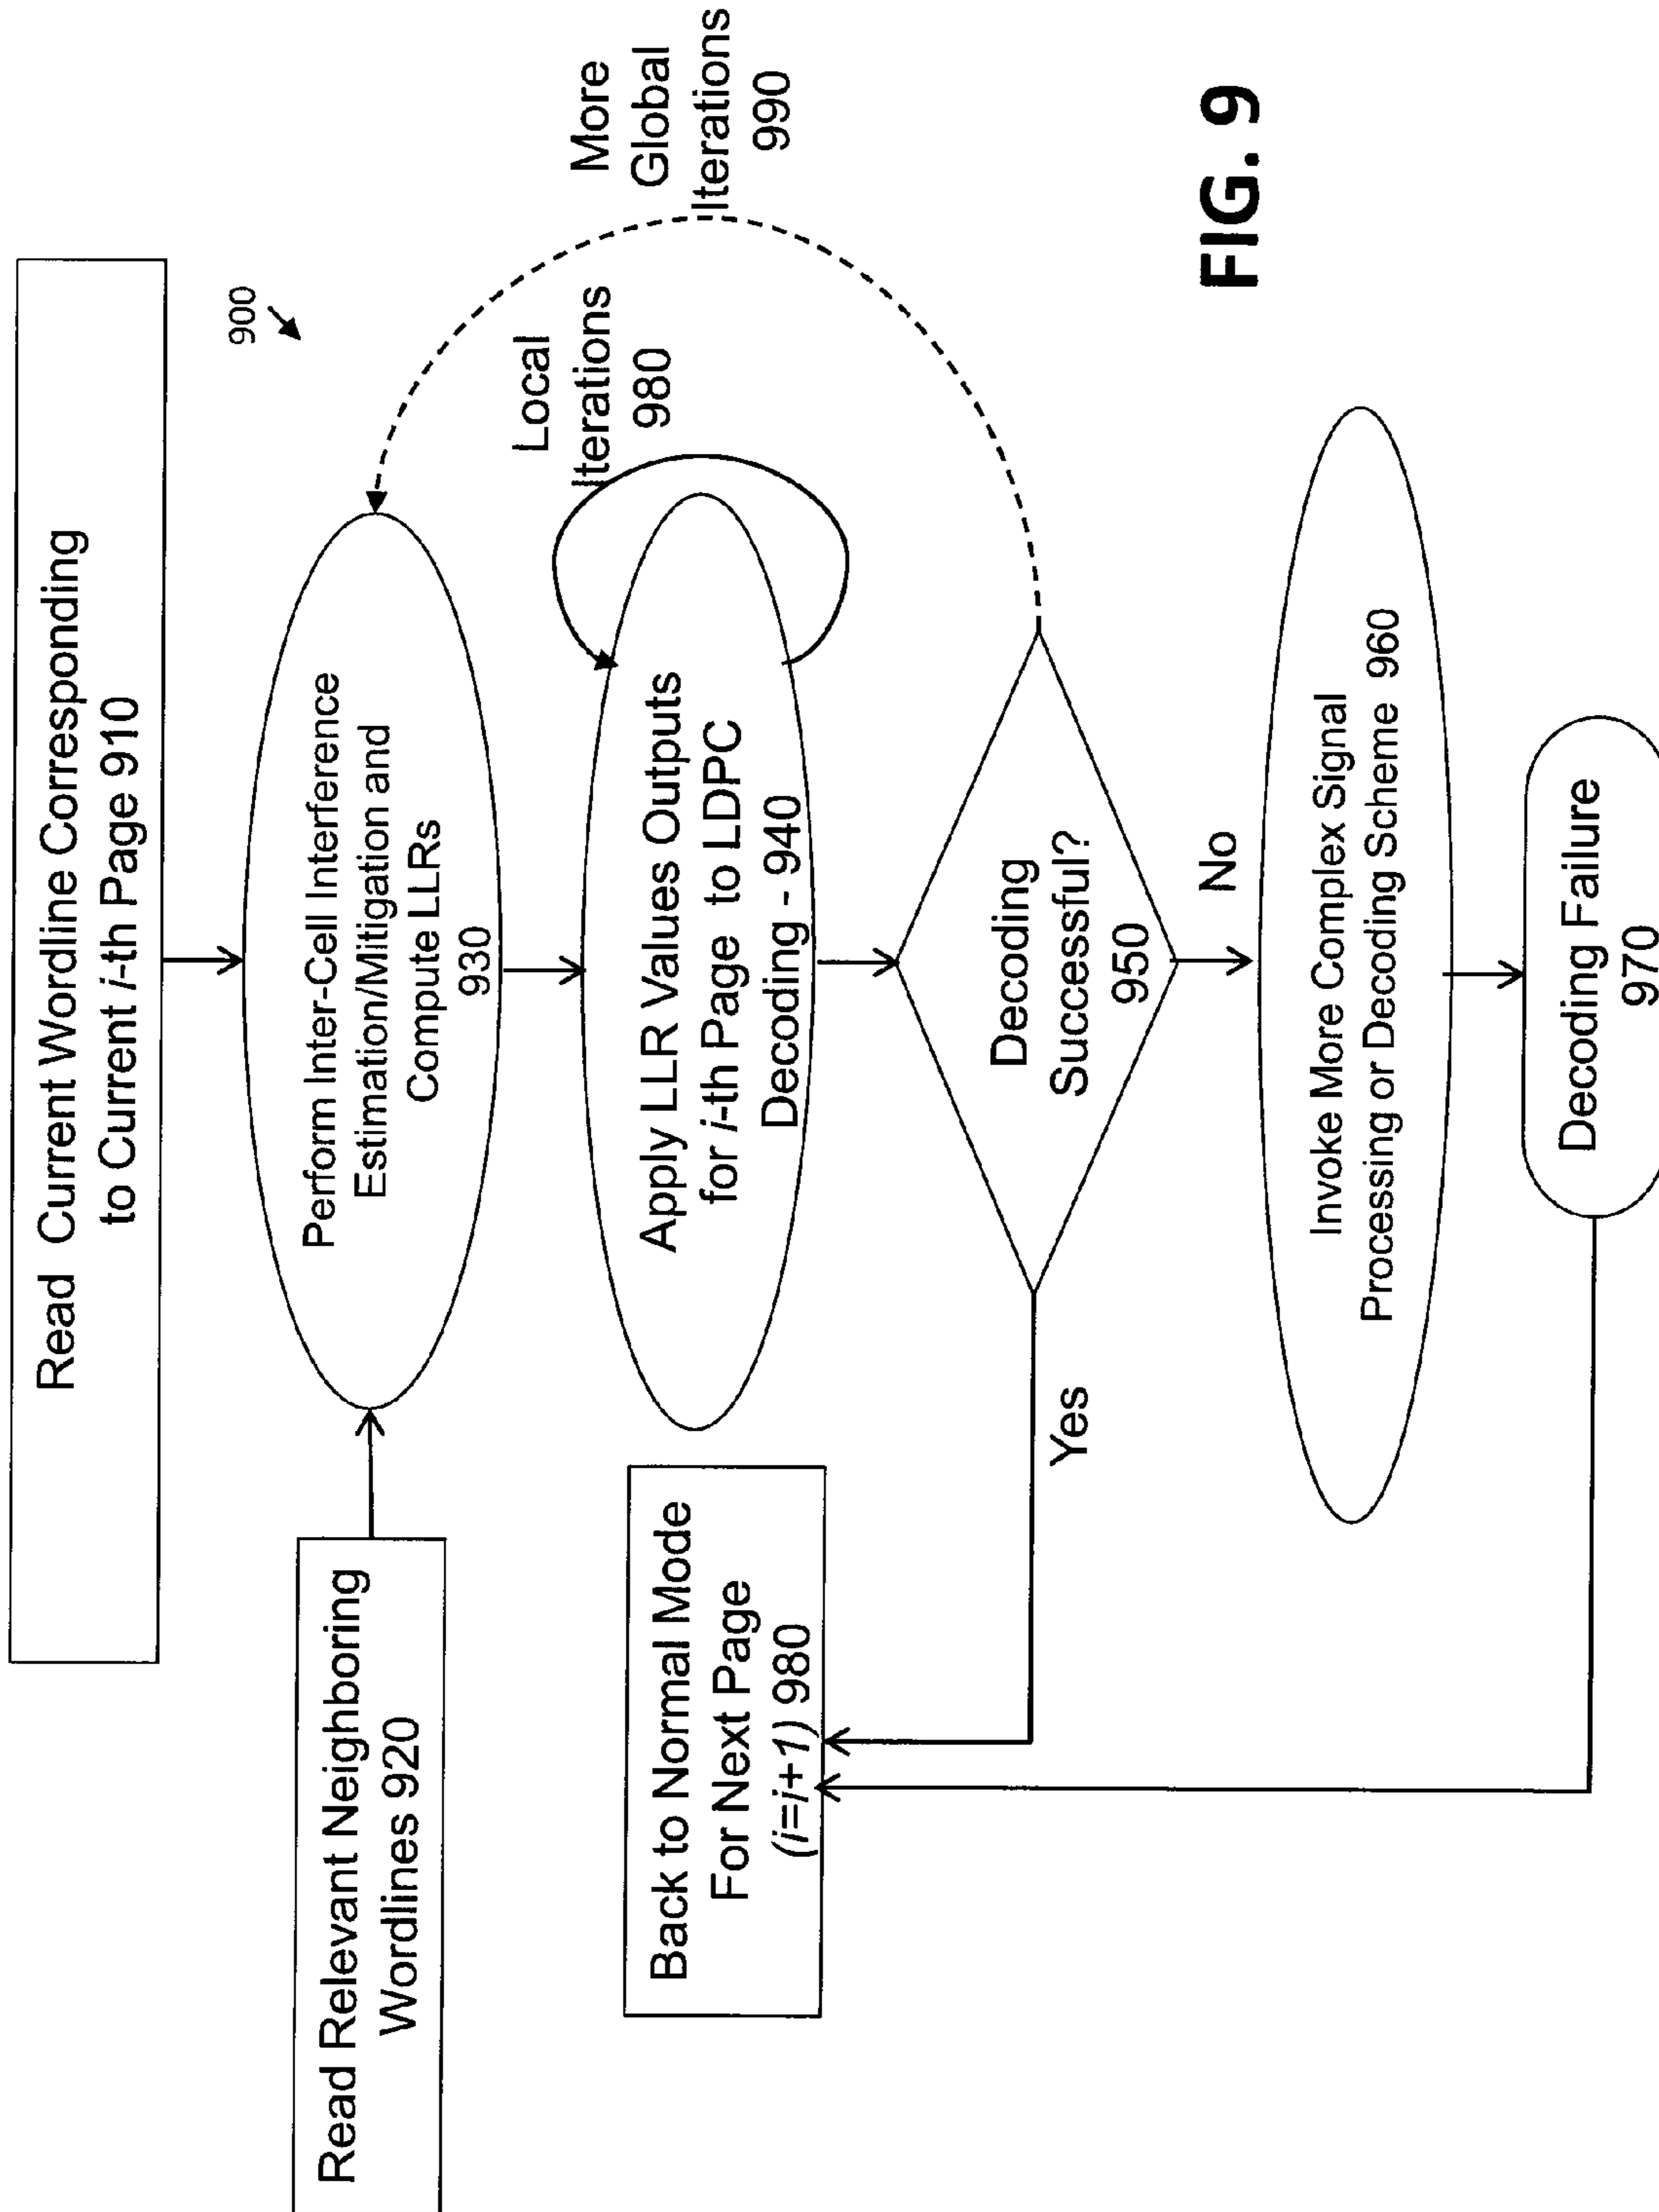 Read Current Wordline Corresponding
to Current i-th Page 910
900
Read Relevant Neighboring
Wordlines 920
Perform Inter-Cell Interference
Estimation/Mitigation and
Compute LLRs
930
More
Global
Iterations
990
Local
Iterations
980
Apply LLR Values Outputs
for i-th Page to LDPC
Decoding - 940
Back to Normal Mode
For Next Page
(i=i+1) 980
Decoding
Successful?
950
Yes
No
Invoke More Complex Signal
Processing or Decoding Scheme 960
Decoding Failure
970
FIG. 9